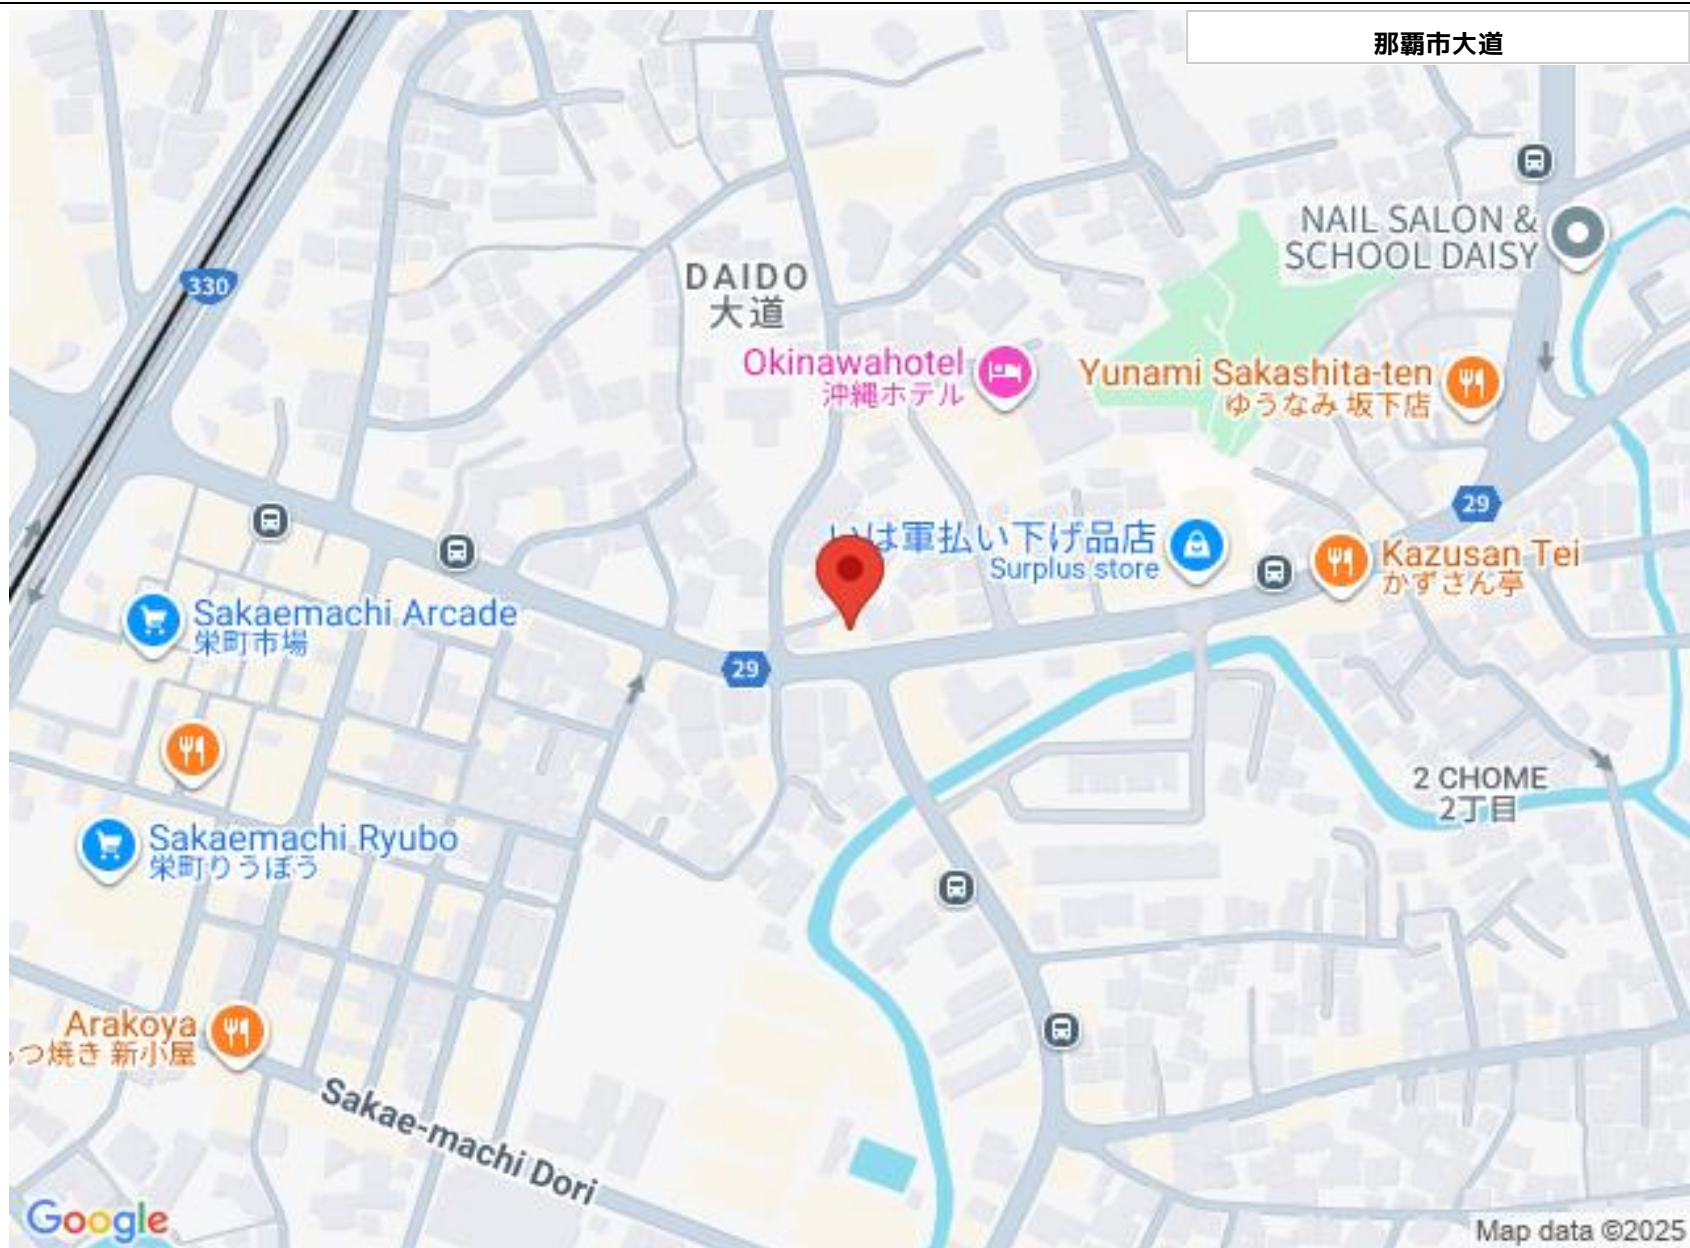 那覇市大道
NAIL SALON &
SCHOOL DAISY
330
DAIDO
大道
Okinawahotel
沖縄ホテル
Yunami Sakashita-ten
ゆうなみ 坂下店
29
いは軍払い下げ品店
Surplus store
Kazusan Tei
かずさん亭
Sakaemachi Arcade
栄町市場
29
2 CHOME
2丁目
Sakaemachi Ryubo
栄町りうぼう
Arakoya
つ焼き 新小屋
Sakae-machi Dori
Google
Map data ©2025